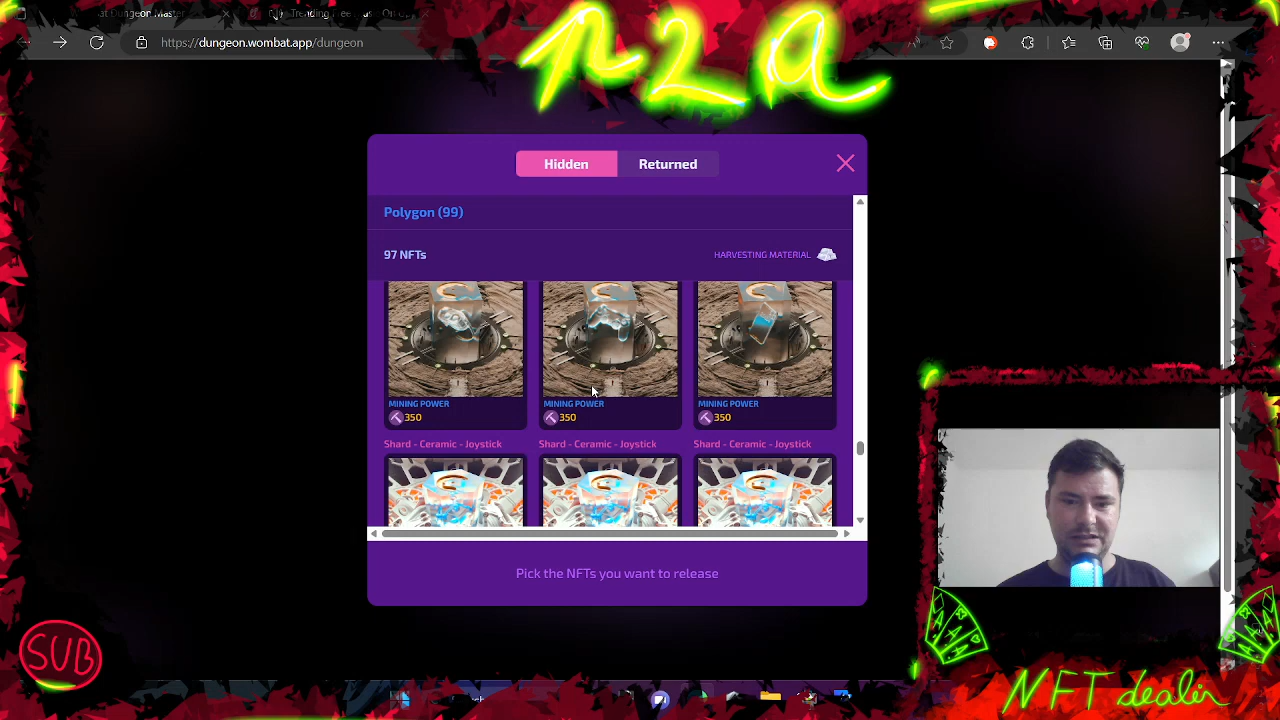 n2a
https://dungeon.wombat.app/dungeon
Hidden
Returned
Polygon (99)
97 NFTs
HARVESTING MATERIAL
MINING POWER
MINING POWER
MINING POWER
350
350
350
Shard - Ceramic - Joystick
Shard - Ceramic - Joystick
Shard - Ceramic - Joystick
Pick the NFTs you want to release
SUB
NFT dealer